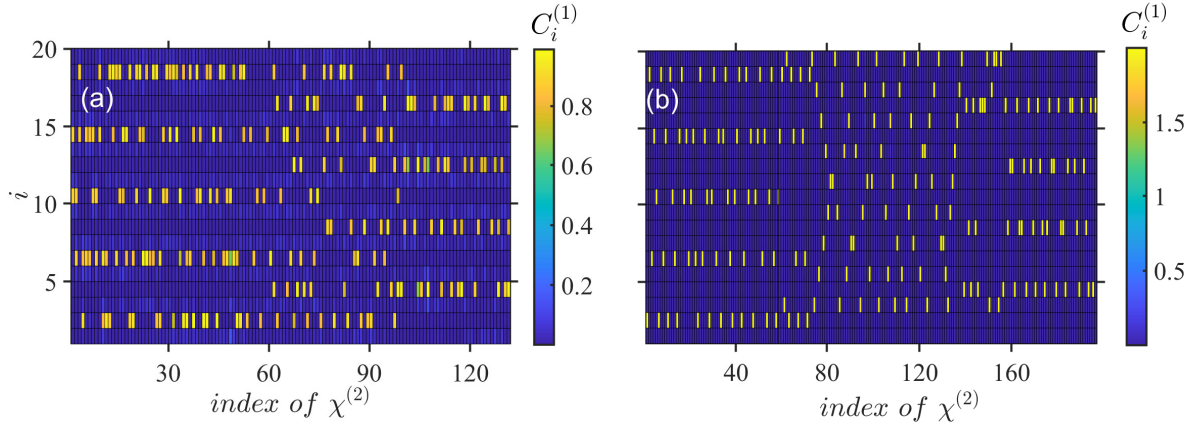 C_i^{(1)}
C_i^{(1)}
20
(a)
(b)
0.8
15
1.5
0.6
i
10
1
0.4
5
0.5
0.2
30 60 90 120
40 80 120 160
index of χ^{(2)}
index of χ^{(2)}